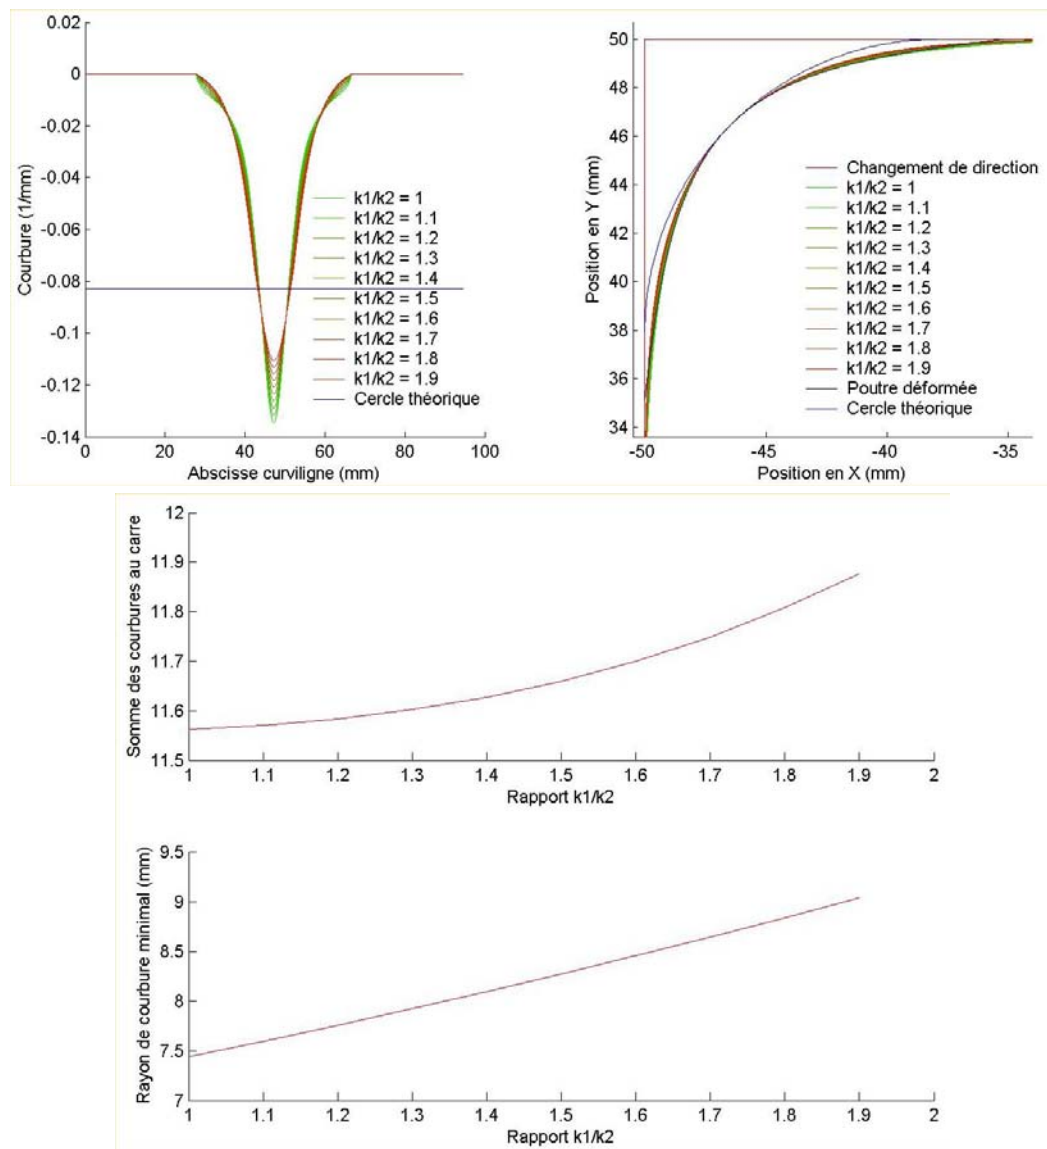 0.02
0
-0.02
-0.04
-0.06
-0.08
-0.1
-0.12
-0.14
Courbure (1/mm)
0 20 40 60 80 100
Abscisse curviligne (mm)
k1/k2 = 1
k1/k2 = 1.1
k1/k2 = 1.2
k1/k2 = 1.3
k1/k2 = 1.4
k1/k2 = 1.5
k1/k2 = 1.6
k1/k2 = 1.7
k1/k2 = 1.8
k1/k2 = 1.9
Cercle théorique
50
48
46
44
42
40
38
36
34
Position en Y (mm)
-50 -45 -40 -35
Position en X (mm)
Changement de direction
k1/k2 = 1
k1/k2 = 1.1
k1/k2 = 1.2
k1/k2 = 1.3
k1/k2 = 1.4
k1/k2 = 1.5
k1/k2 = 1.6
k1/k2 = 1.7
k1/k2 = 1.8
k1/k2 = 1.9
Poutre déformée
Cercle théorique
12
11.9
11.8
11.7
11.6
11.5
Somme des courbures au carre
1 1.1 1.2 1.3 1.4 1.5 1.6 1.7 1.8 1.9 2
Rapport k1/k2
9.5
9
8.5
8
7.5
7
Rayon de courbure minimal (mm)
1 1.1 1.2 1.3 1.4 1.5 1.6 1.7 1.8 1.9 2
Rapport k1/k2